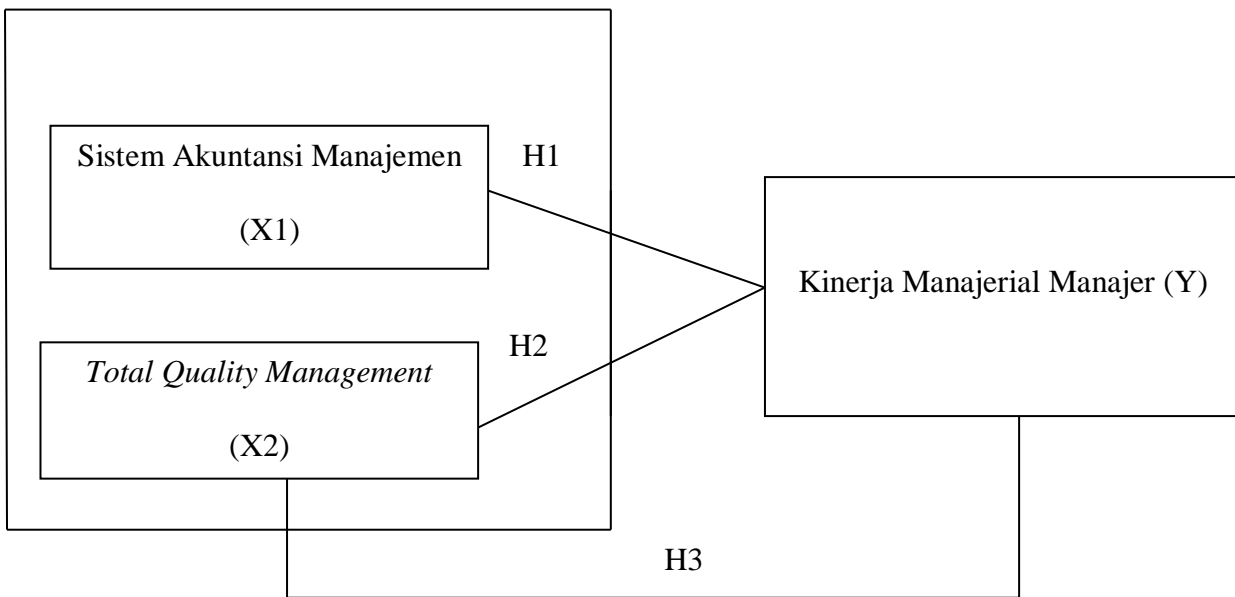 Sistem Akuntansi Manajemen
(X1)
H1
Kinerja Manajerial Manajer (Y)
Total Quality Management
(X2)
H2
H3